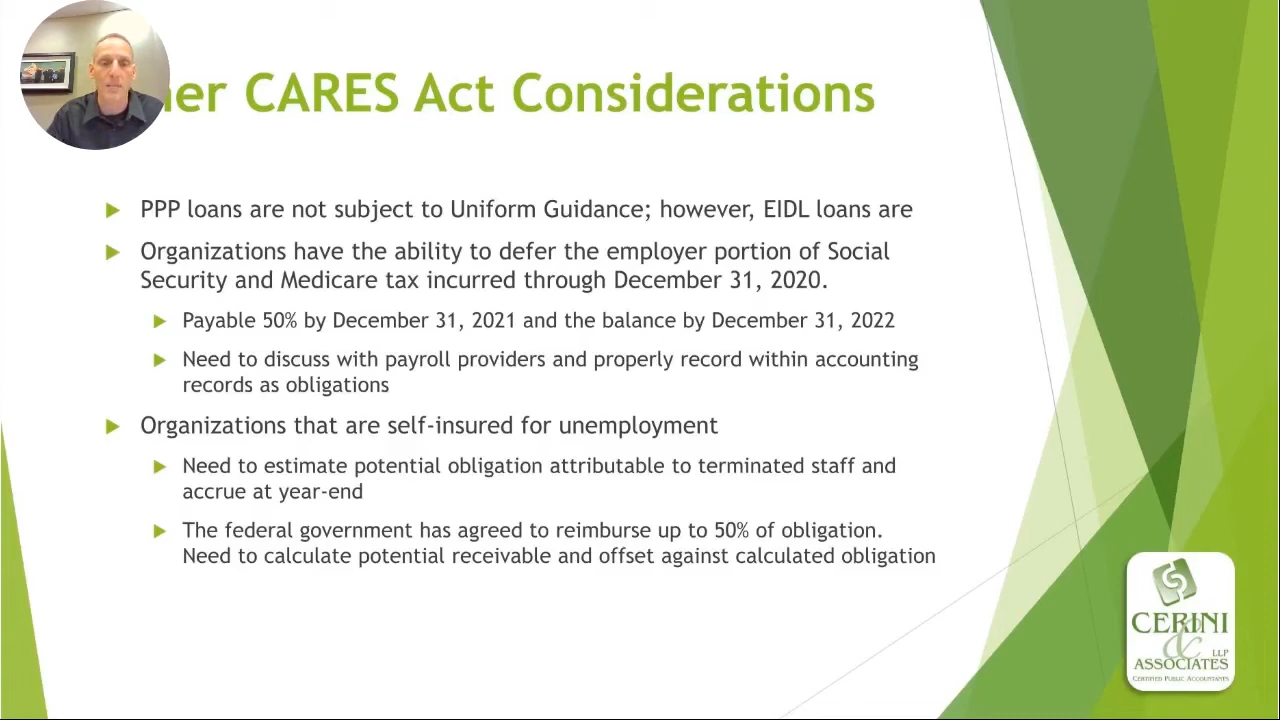 her CARES Act Considerations
PPP loans are not subject to Uniform Guidance; however, EIDL loans are
Organizations have the ability to defer the employer portion of Social
Security and Medicare tax incurred through December 31, 2020.
Payable 50% by December 31, 2021 and the balance by December 31, 2022
Need to discuss with payroll providers and properly record within accounting
records as obligations
Organizations that are self-insured for unemployment
Need to estimate potential obligation attributable to terminated staff and
accrue at year-end
The federal government has agreed to reimburse up to 50% of obligation.
Need to calculate potential receivable and offset against calculated obligation
CERINI
&
LLP
ASSOCIATES
CERTIFIED PUBLIC ACCOUNTANTS